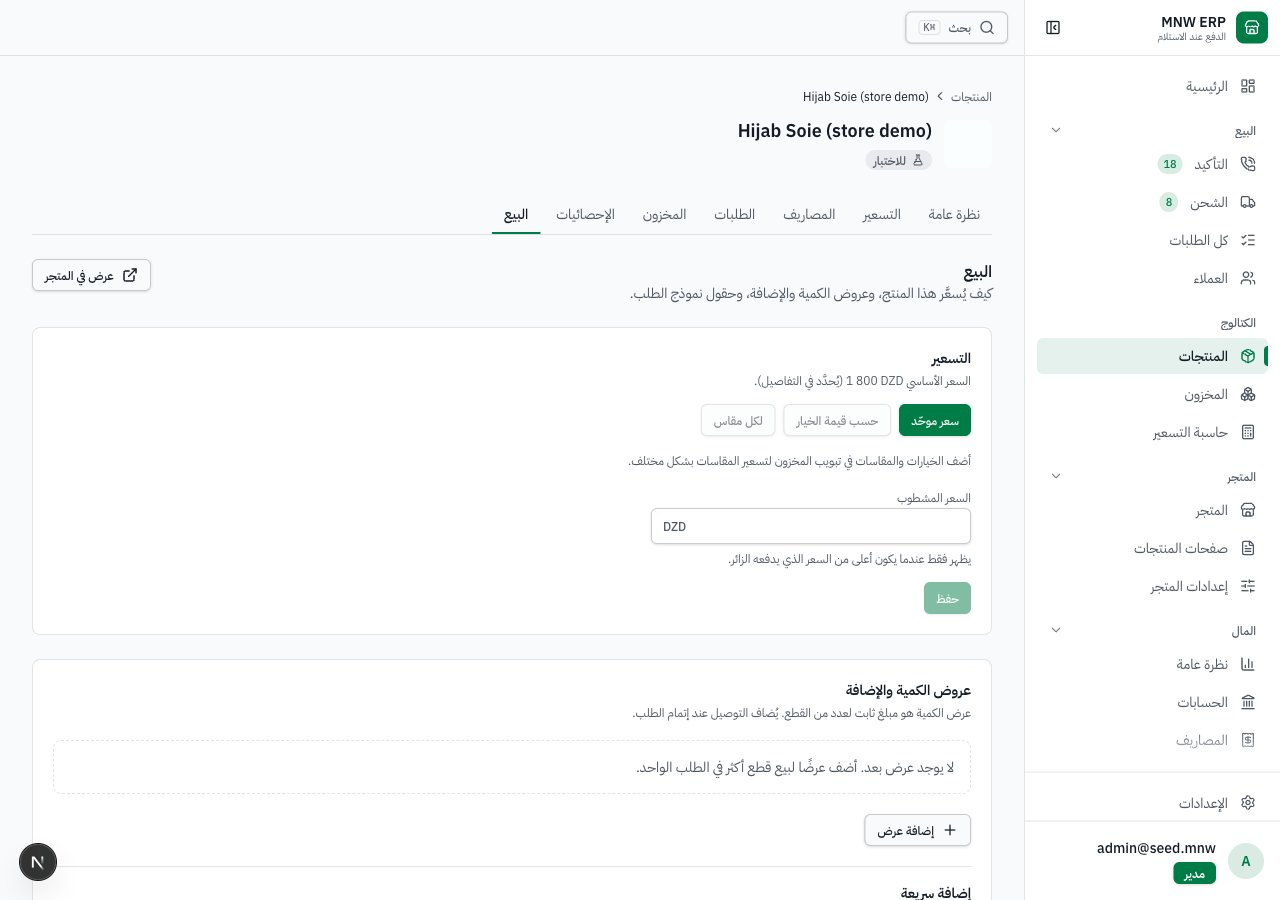 MNW ERP
الدفع عند الاستلام
بحث
K⌘
الرئيسية
البيع
التأكيد 18
الشحن 8
كل الطلبات
العملاء
الكتالوج
المنتجات
المخزون
حاسبة التسعير
المتجر
المتجر
صفحات المنتجات
إعدادات المتجر
المال
نظرة عامة
الحسابات
المصاريف
الإعدادات
A
admin@seed.mnw
مدير
المنتجات
Hijab Soie (store demo)
Hijab Soie (store demo)
للاختبار
نظرة عامة
التسعير
المصاريف
الطلبات
المخزون
الإحصائيات
البيع
البيع
كيف يُسعَّر هذا المنتج، وعروض الكمية والإضافة، وحقول نموذج الطلب.
عرض في المتجر
التسعير
السعر الأساسي 1 800 DZD (يُحدَّد في التفاصيل).
سعر موحّد
حسب قيمة الخيار
لكل مقاس
أضف الخيارات والمقاسات في تبويب المخزون لتسعير المقاسات بشكل مختلف.
السعر المشطوب
DZD
يظهر فقط عندما يكون أعلى من السعر الذي يدفعه الزائر.
حفظ
عروض الكمية والإضافة
عرض الكمية هو مبلغ ثابت لعدد من القطع. يُضاف التوصيل عند إتمام الطلب.
لا يوجد عرض بعد. أضف عرضًا لبيع قطع أكثر في الطلب الواحد.
إضافة عرض
إضافة سريعة
N